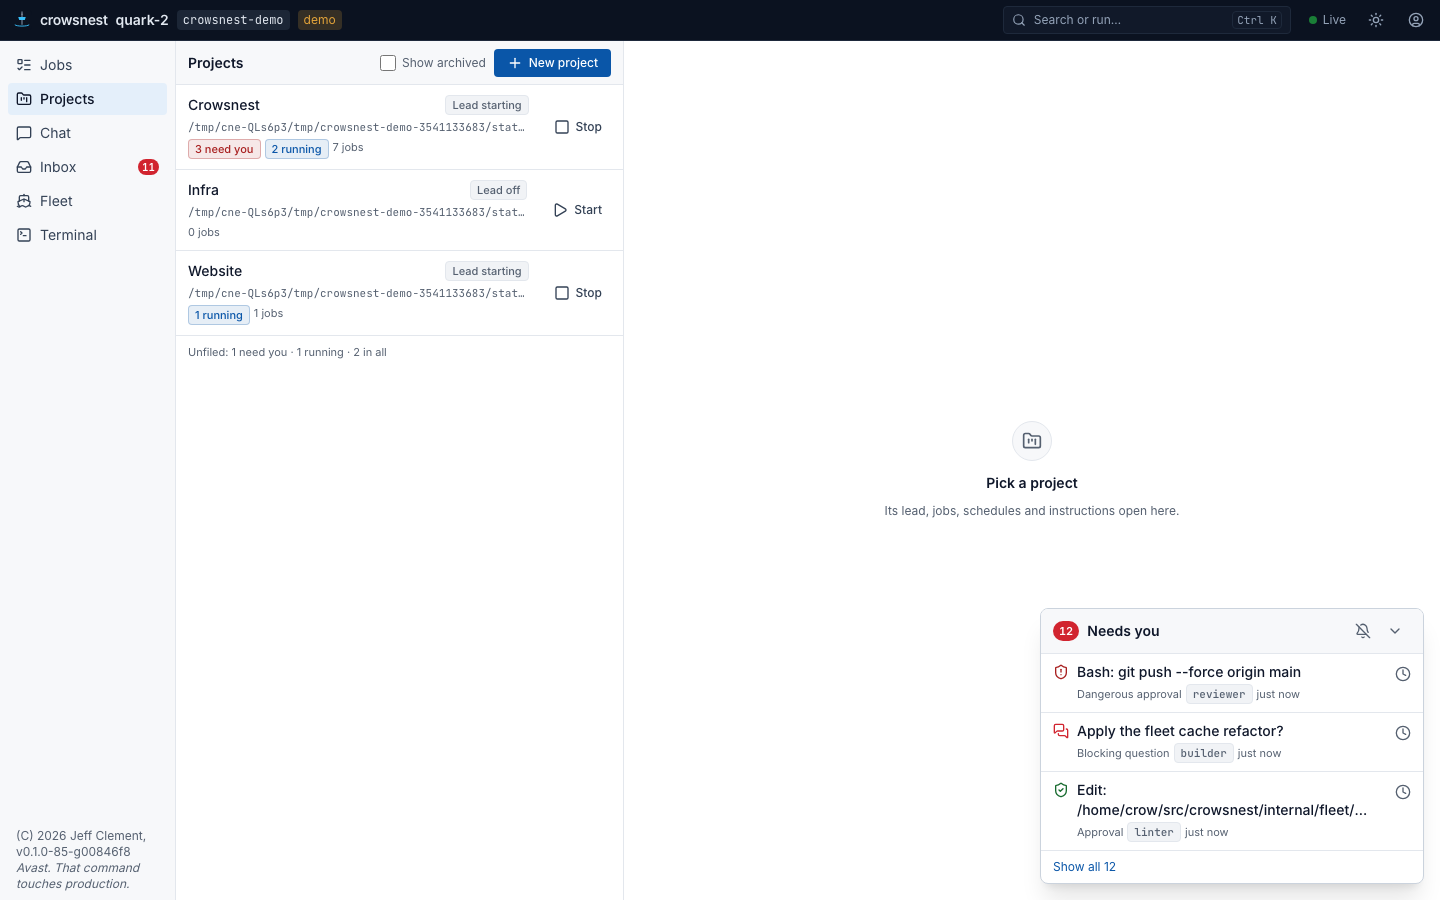 crowsnest quark-2 crowsnest-demo demo
Search or run... Ctrl K
Live
Jobs
Projects
Chat
Inbox 11
Fleet
Terminal
(C) 2026 Jeff Clement,
v0.1.0-85-g00846f8
Avast. That command
touches production.
Projects
Show archived
New project
Crowsnest Lead starting
/tmp/cne-QLs6p3/tmp/crowsnest-demo-3541133683/stat…
3 need you 2 running 7 jobs
Stop
Infra Lead off
/tmp/cne-QLs6p3/tmp/crowsnest-demo-3541133683/stat…
0 jobs
Start
Website Lead starting
/tmp/cne-QLs6p3/tmp/crowsnest-demo-3541133683/stat…
1 running 1 jobs
Stop
Unfiled: 1 need you · 1 running · 2 in all
Pick a project
Its lead, jobs, schedules and instructions open here.
12 Needs you
Bash: git push --force origin main
Dangerous approval reviewer just now
Apply the fleet cache refactor?
Blocking question builder just now
Edit:
/home/crow/src/crowsnest/internal/fleet/…
Approval linter just now
Show all 12